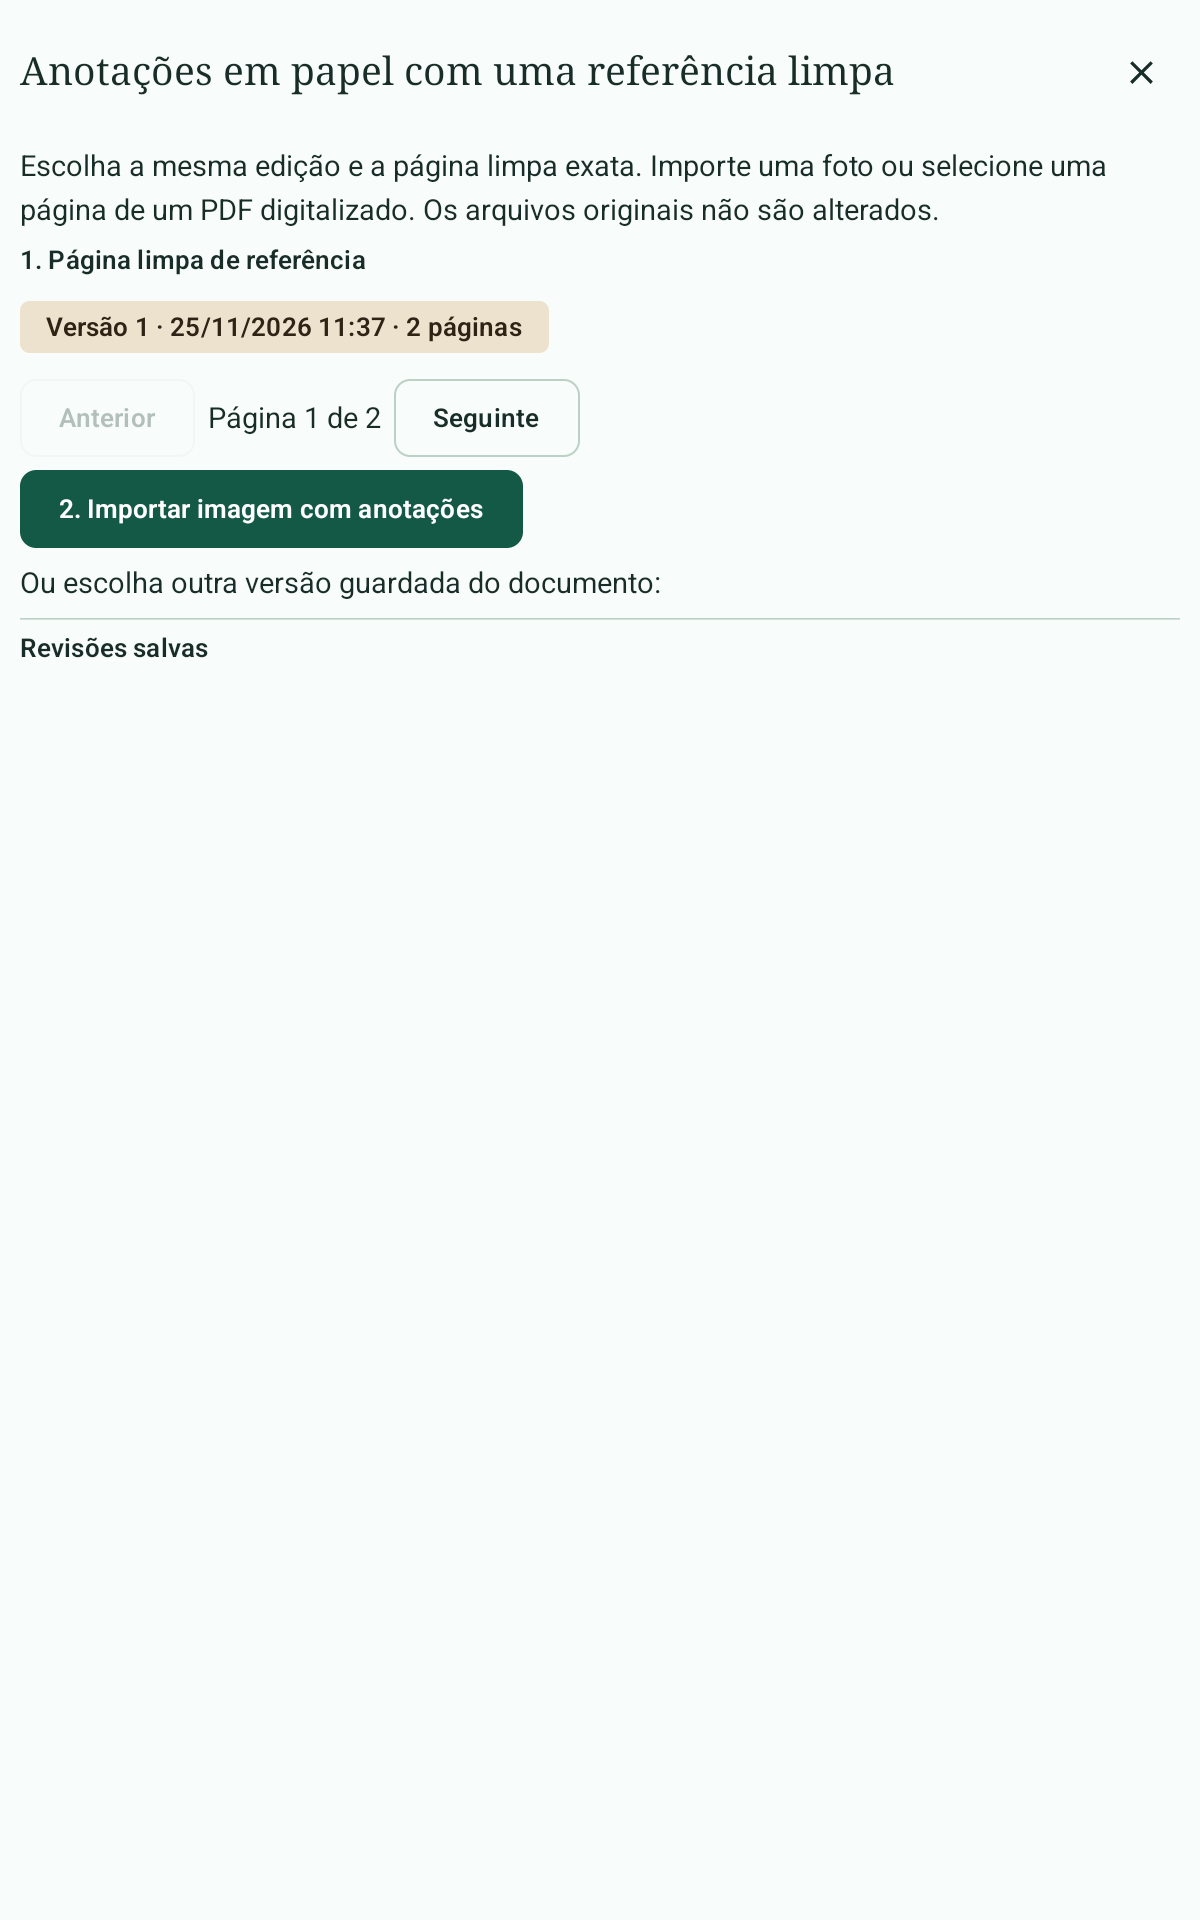 Anotações em papel com uma referência limpa
Escolha a mesma edição e a página limpa exata. Importe uma foto ou selecione uma
página de um PDF digitalizado. Os arquivos originais não são alterados.
1. Página limpa de referência
Versão 1 · 25/11/2026 11:37 · 2 páginas
Anterior Página 1 de 2 Seguinte
2. Importar imagem com anotações
Ou escolha outra versão guardada do documento:
Revisões salvas